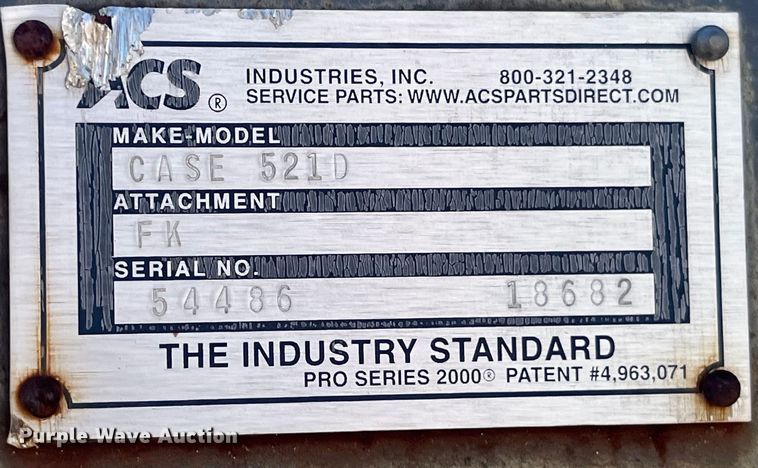 ACS® INDUSTRIES, INC. 800-321-2348
SERVICE PARTS: WWW.ACSPARTSDIRECT.COM
MAKE-MODEL
CASE 521D
ATTACHMENT
FK
SERIAL NO.
54486 18682
THE INDUSTRY STANDARD
PRO SERIES 2000® PATENT #4,963,071
Purple Wave Auction